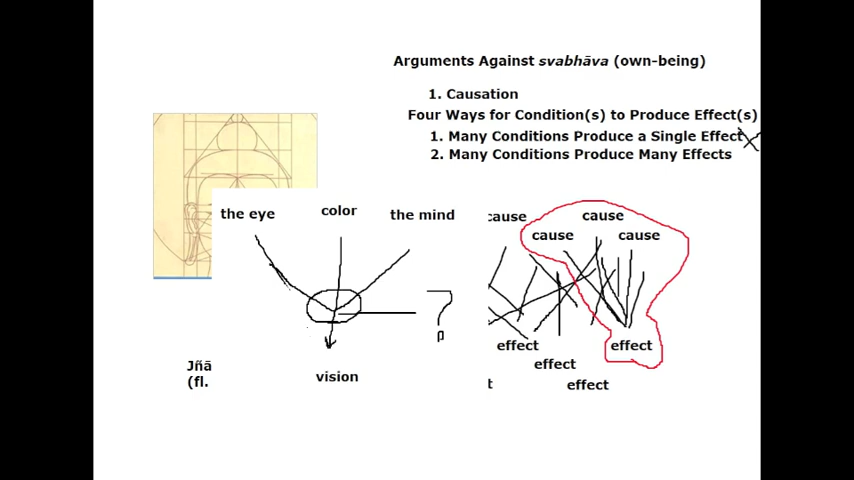 Arguments Against svabhāva (own-being)
1. Causation
Four Ways for Condition(s) to Produce Effect(s)
1. Many Conditions Produce a Single Effect
2. Many Conditions Produce Many Effects
the eye
color
the mind
?
vision
cause
cause
cause
cause
effect
effect
effect
t
effect
Jñā
(fl.